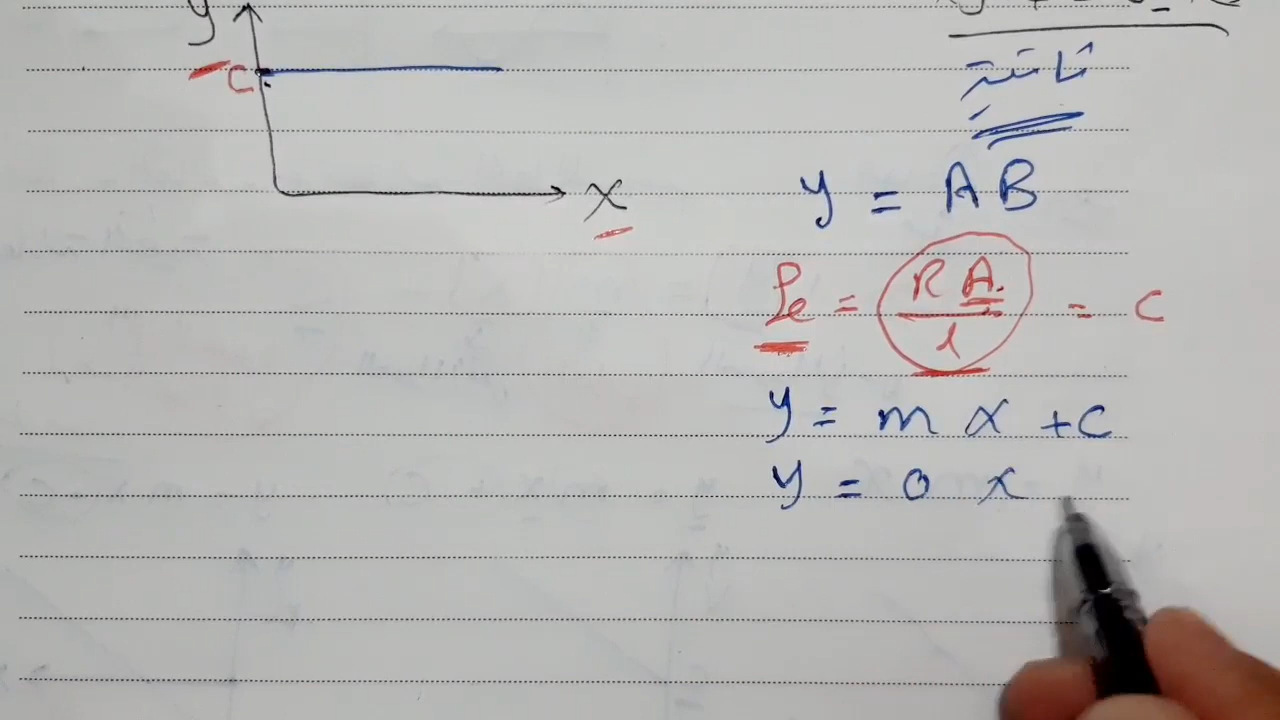 y
c
x
ثابتة
y = A B
ρe = R A / l = c
y = m x + c
y = 0 x